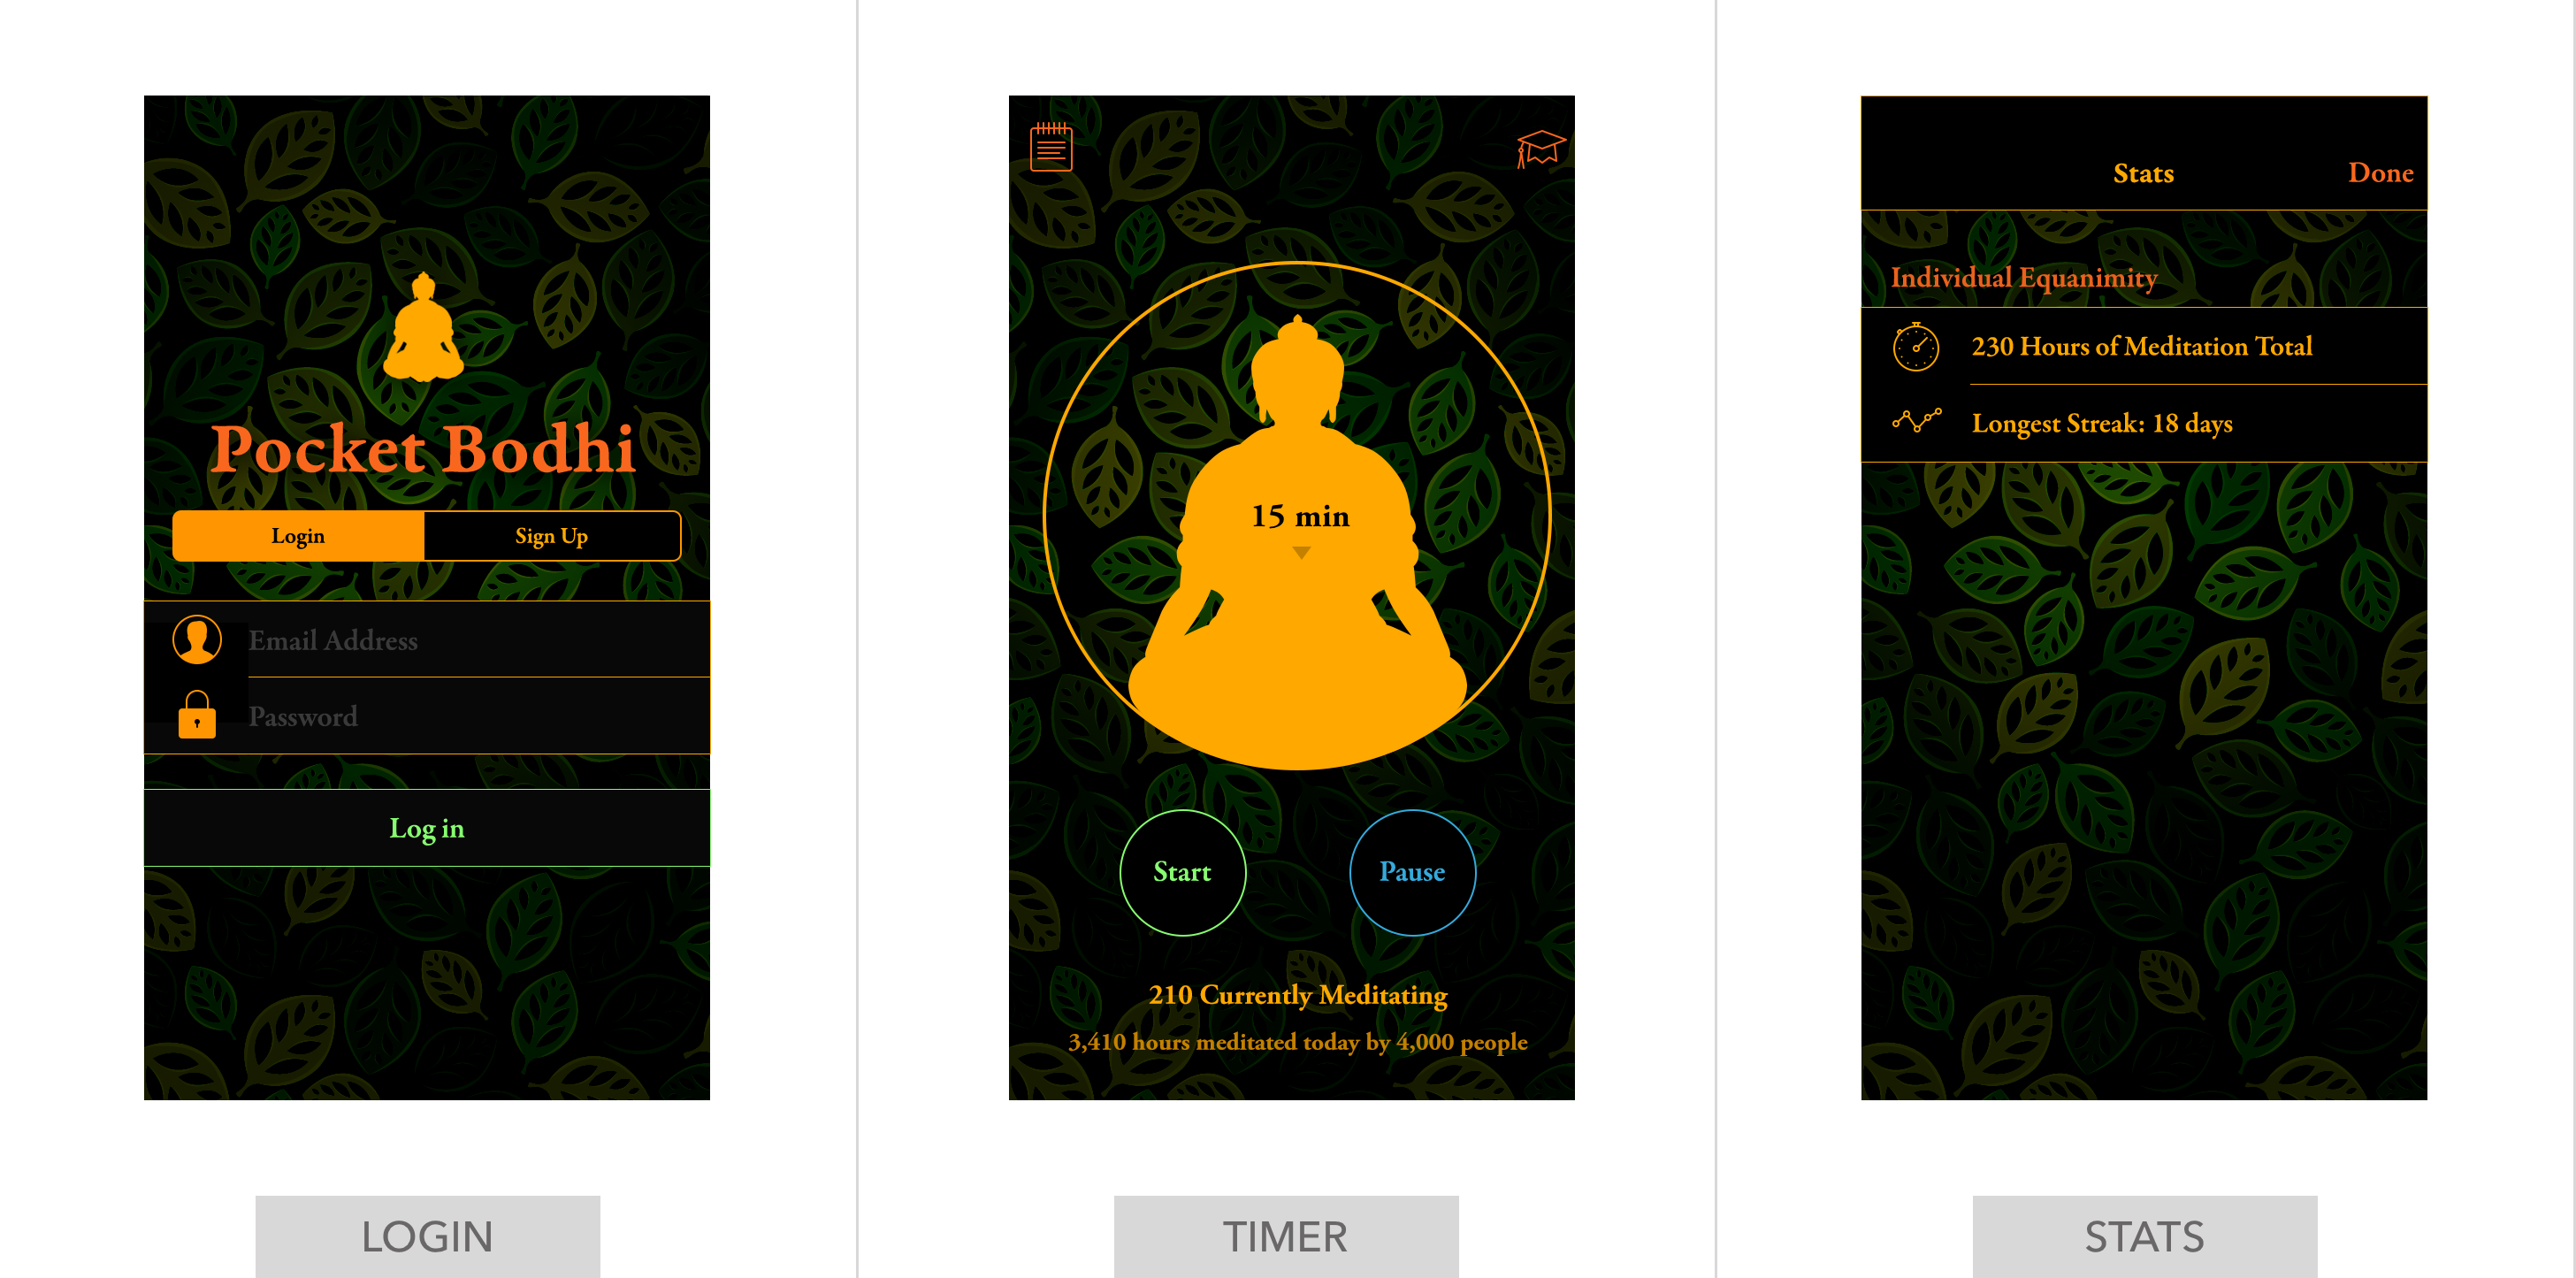 Pocket Bodhi
Login
Sign Up
Email Address
Password
Log in
LOGIN
15 min
Start
Pause
210 Currently Meditating
3,410 hours meditated today by 4,000 people
TIMER
Stats
Done
Individual Equanimity
230 Hours of Meditation Total
Longest Streak: 18 days
STATS